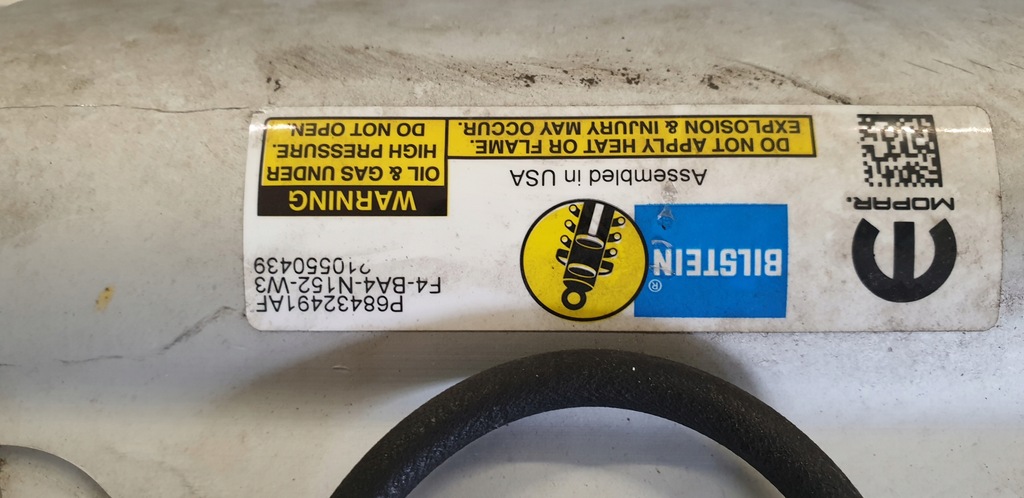 MOPAR.
BILSTEIN®
P68432491AF
F4-BA4-N152-W3
210550439
Assembled in USA
WARNING
OIL & GAS UNDER
HIGH PRESSURE.
DO NOT OPEN.
DO NOT APPLY HEAT OR FLAME.
EXPLOSION & INJURY MAY OCCUR.